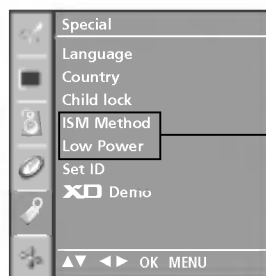 Special
Language
Country
Child lock
ISM Method
Low Power
Set ID
XD Demo
▲▼ ◄► OK MENU